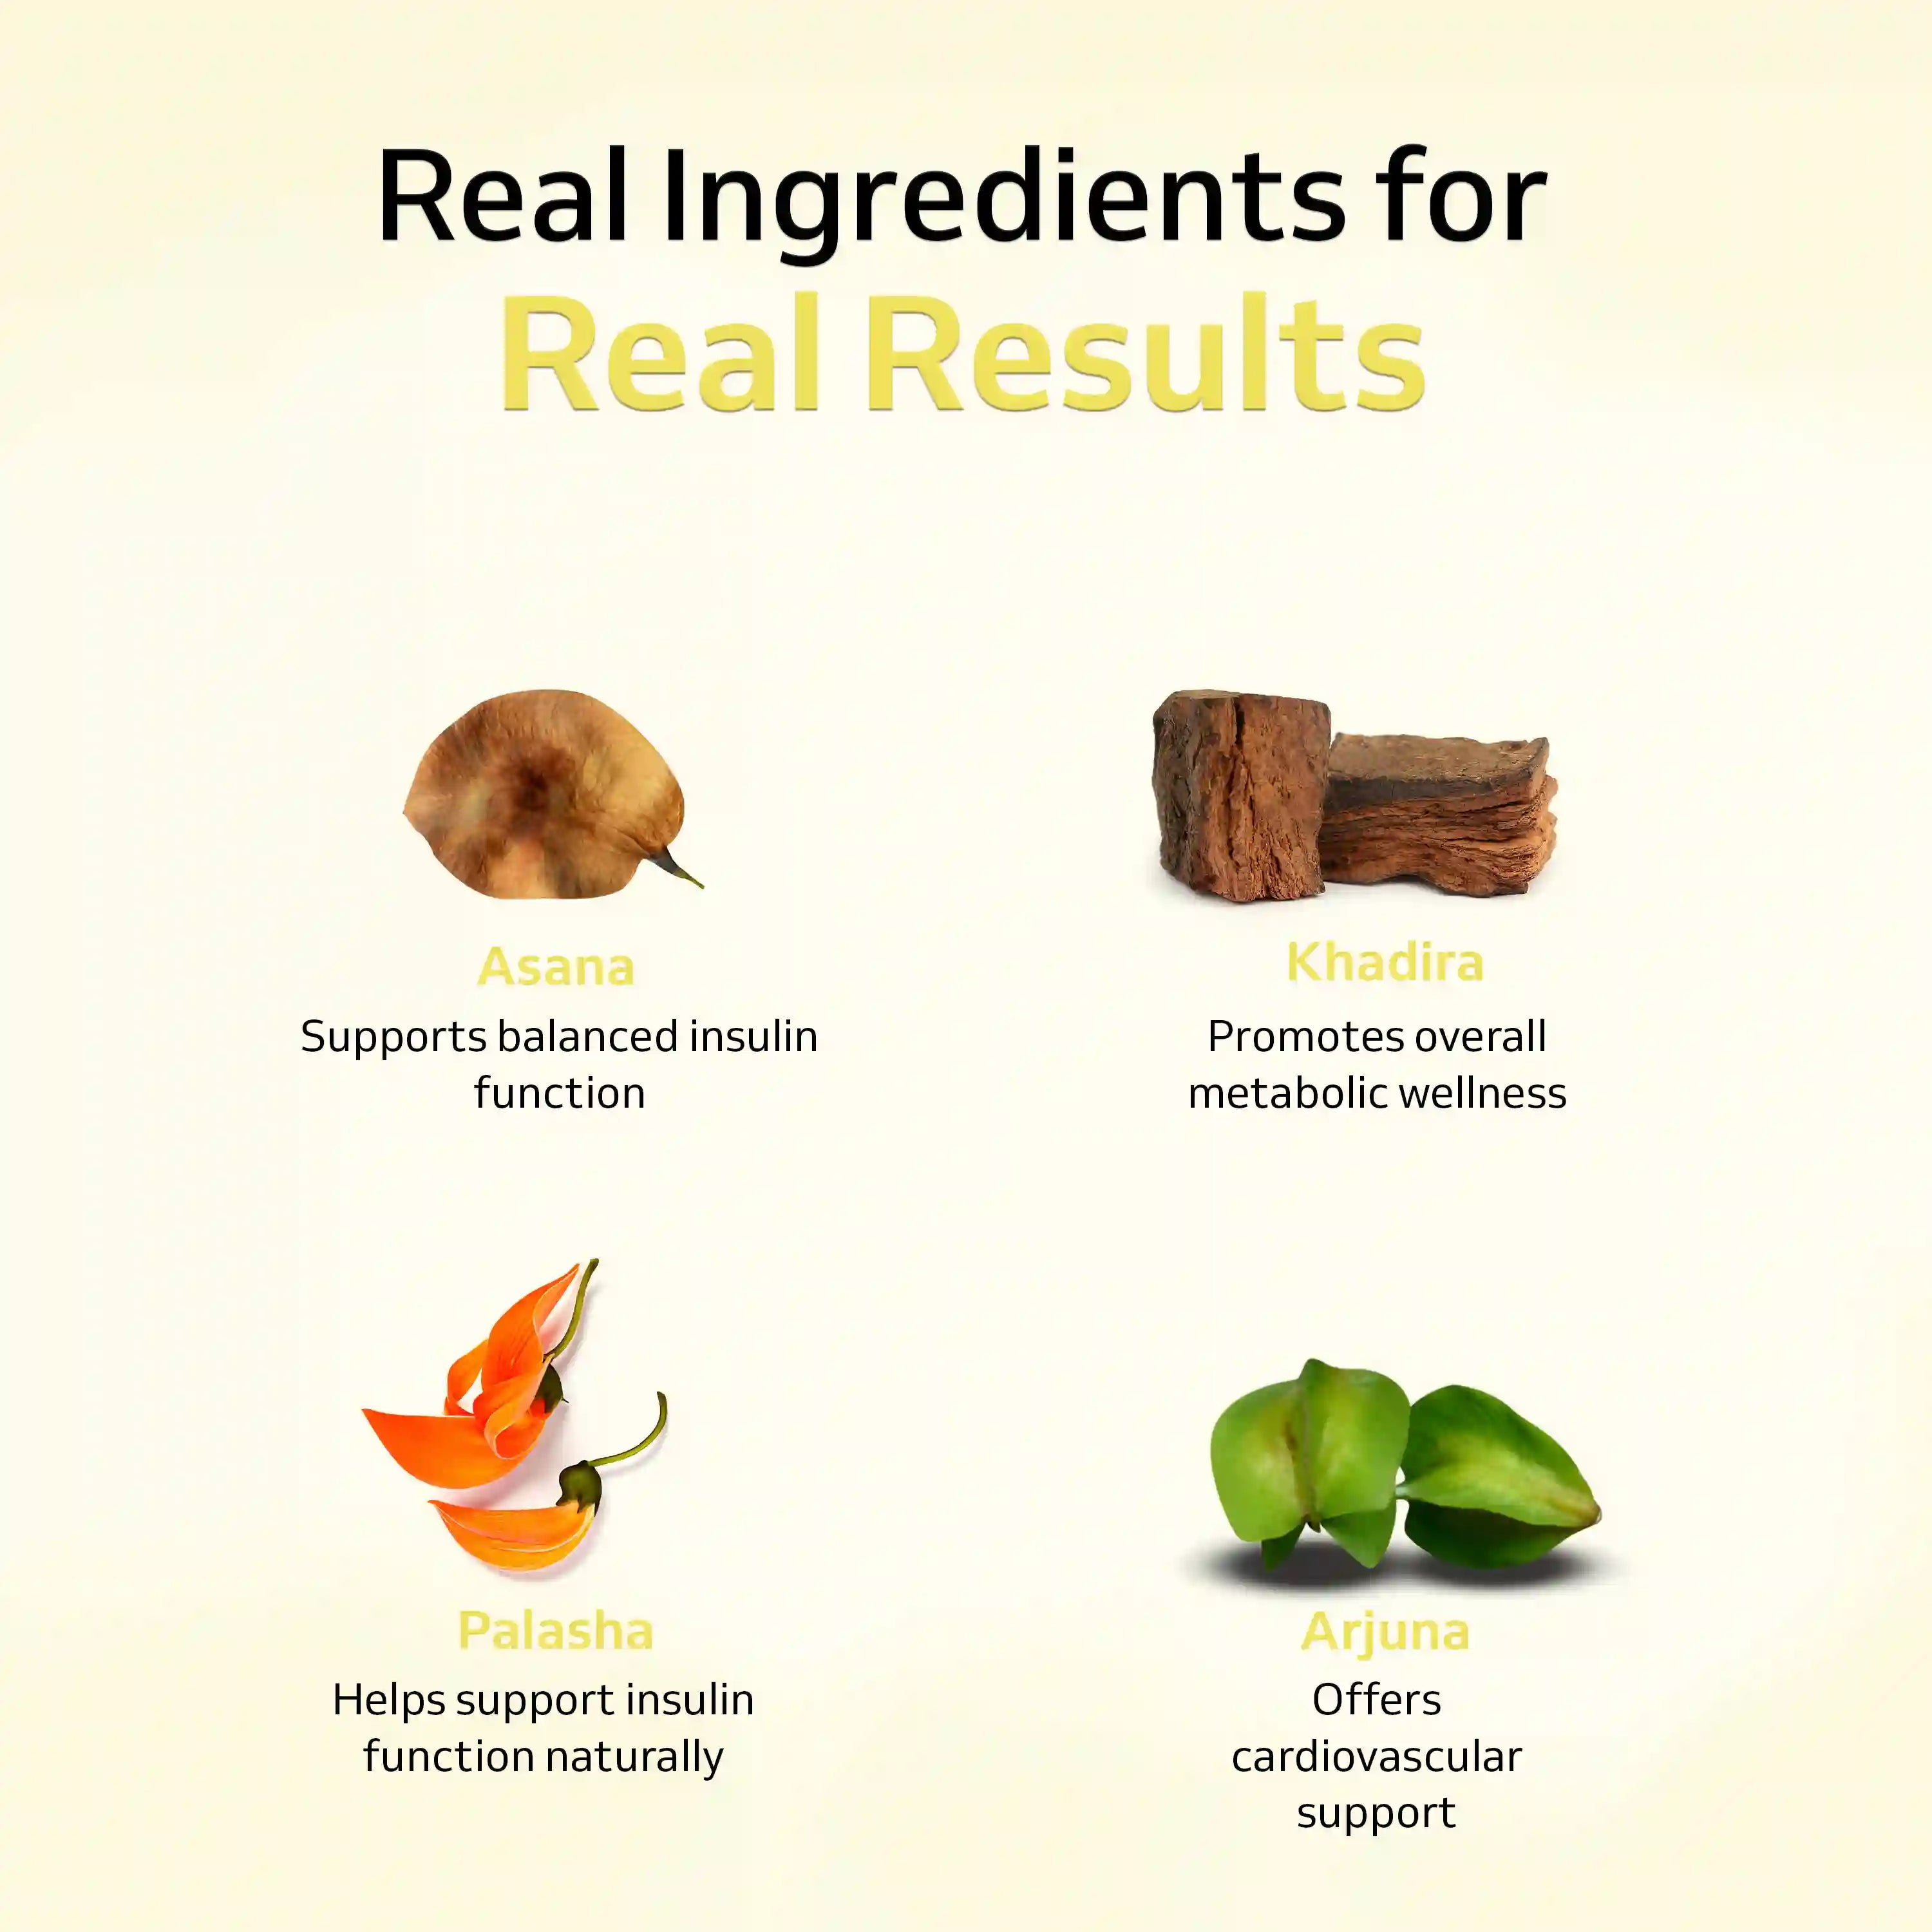 Real Ingredients for
Real Results
Asana
Supports balanced insulin
function
Khadira
Promotes overall
metabolic wellness
Palasha
Helps support insulin
function naturally
Arjuna
Offers
cardiovascular
support